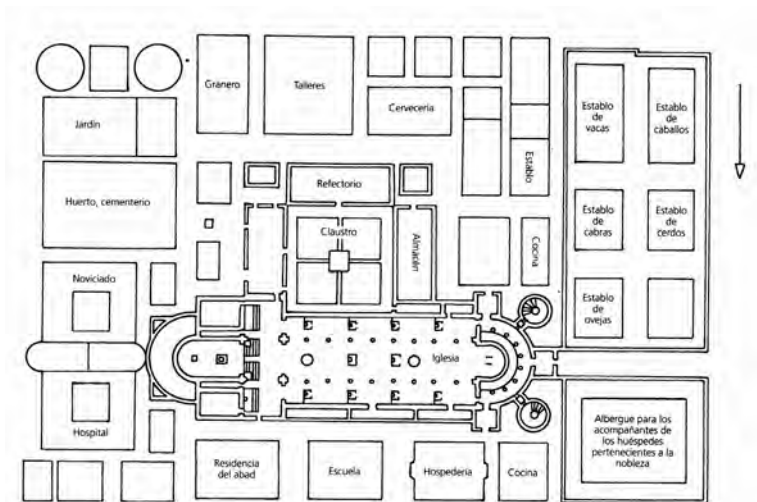 Granero
Talleres
Cervecería
Establo
de
vacas
Establo
de
caballos
Jardín
Establo
Refectorio
Huerto, cementerio
Claustro
Almacén
Cocina
Establo
de
cabras
Establo
de
cerdos
Noviciado
Establo
de
ovejas
Iglesia
Hospital
Albergue para los
acompañantes de
los huéspedes
pertenecientes a la
nobleza
Residencia
del abad
Escuela
Hospedería
Cocina